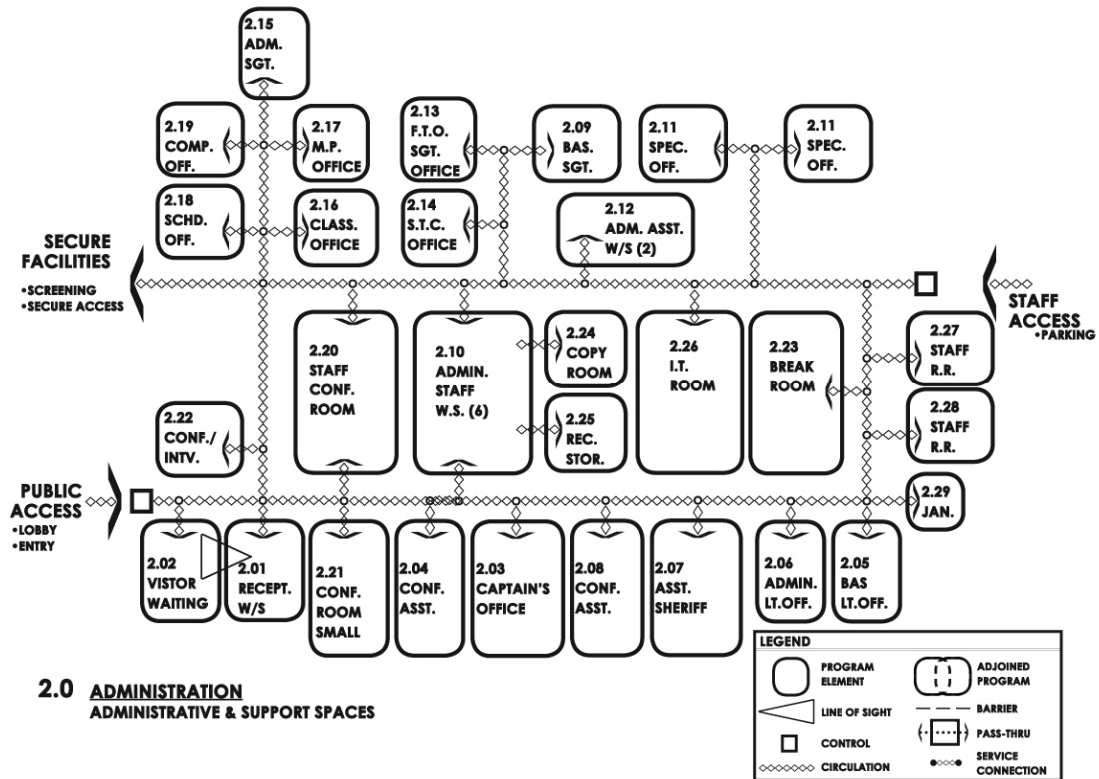 2.15
ADM.
SGT.
2.19
COMP.
OFF.
2.17
M.P.
OFFICE
2.13
F.T.O.
SGT.
OFFICE
2.09
BAS.
SGT.
2.11
SPEC.
OFF.
2.11
SPEC.
OFF.
2.18
SCHD.
OFF.
2.16
CLASS.
OFFICE
2.14
S.T.C.
OFFICE
2.12
ADM. ASST.
W/S (2)
SECURE
FACILITIES
•SCREENING
•SECURE ACCESS
STAFF
ACCESS
•PARKING
2.20
STAFF
CONF.
ROOM
2.10
ADMIN.
STAFF
W.S. (6)
2.24
COPY
ROOM
2.25
REC.
STOR.
2.26
I.T.
ROOM
2.23
BREAK
ROOM
2.27
STAFF
R.R.
2.28
STAFF
R.R.
2.22
CONF./
INTV.
PUBLIC
ACCESS
•LOBBY
•ENTRY
2.29
JAN.
2.02
VISTOR
WAITING
2.01
RECEPT.
W/S
2.21
CONF.
ROOM
SMALL
2.04
CONF.
ASST.
2.03
CAPTAIN'S
OFFICE
2.08
CONF.
ASST.
2.07
ASST.
SHERIFF
2.06
ADMIN.
LT.OFF.
2.05
BAS
LT.OFF.
2.0 ADMINISTRATION
ADMINISTRATIVE & SUPPORT SPACES
LEGEND
PROGRAM
ELEMENT
ADJOINED
PROGRAM
LINE OF SIGHT
BARRIER
PASS-THRU
CONTROL
SERVICE
CONNECTION
CIRCULATION